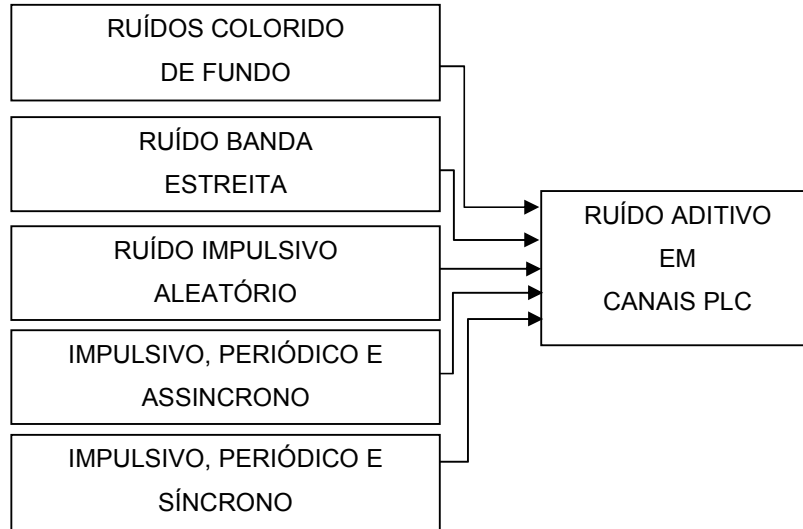 RUÍDOS COLORIDO
DE FUNDO
RUÍDO BANDA
ESTREITA
RUÍDO IMPULSIVO
ALEATÓRIO
IMPULSIVO, PERIÓDICO E
ASSINCRONO
IMPULSIVO, PERIÓDICO E
SÍNCRONO
RUÍDO ADITIVO
EM
CANAIS PLC